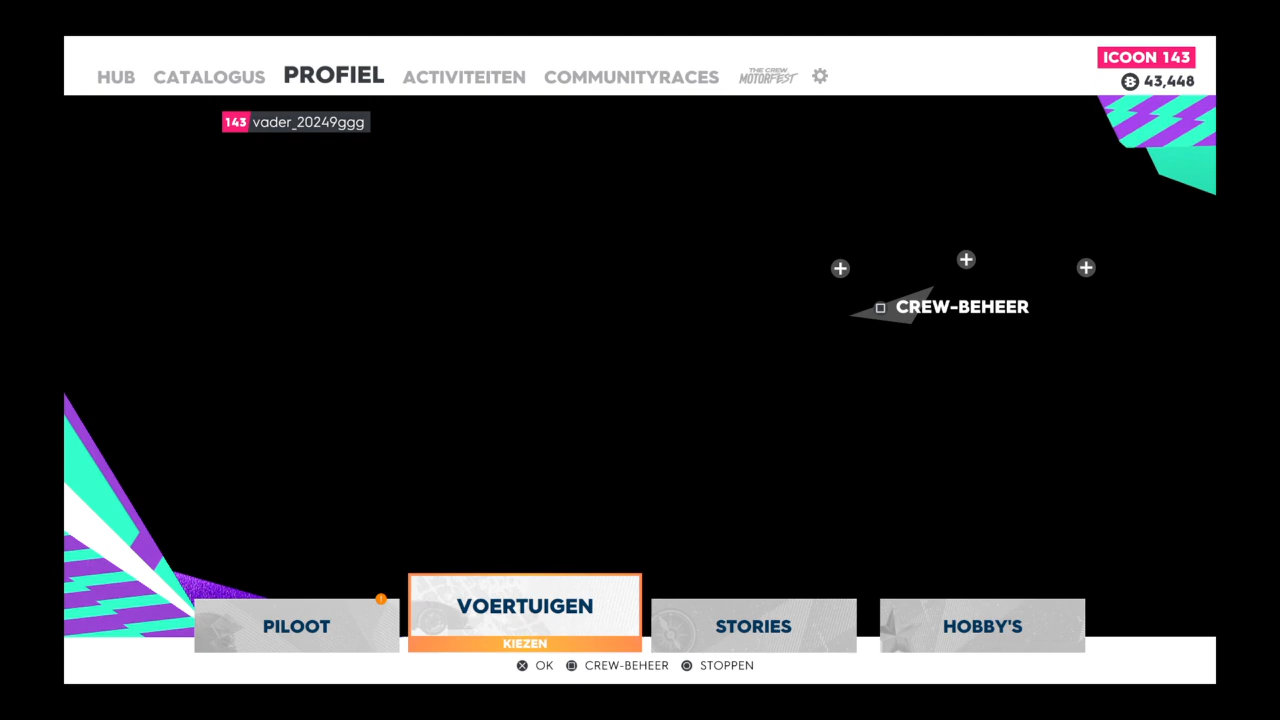 HUB CATALOGUS PROFIEL ACTIVITEITEN COMMUNITYRACES THE CREW MOTORFEST
ICOON 143
43,448
143 vader_20249ggg
CREW-BEHEER
PILOOT
VOERTUIGEN
KIEZEN
STORIES
HOBBY'S
OK CREW-BEHEER STOPPEN